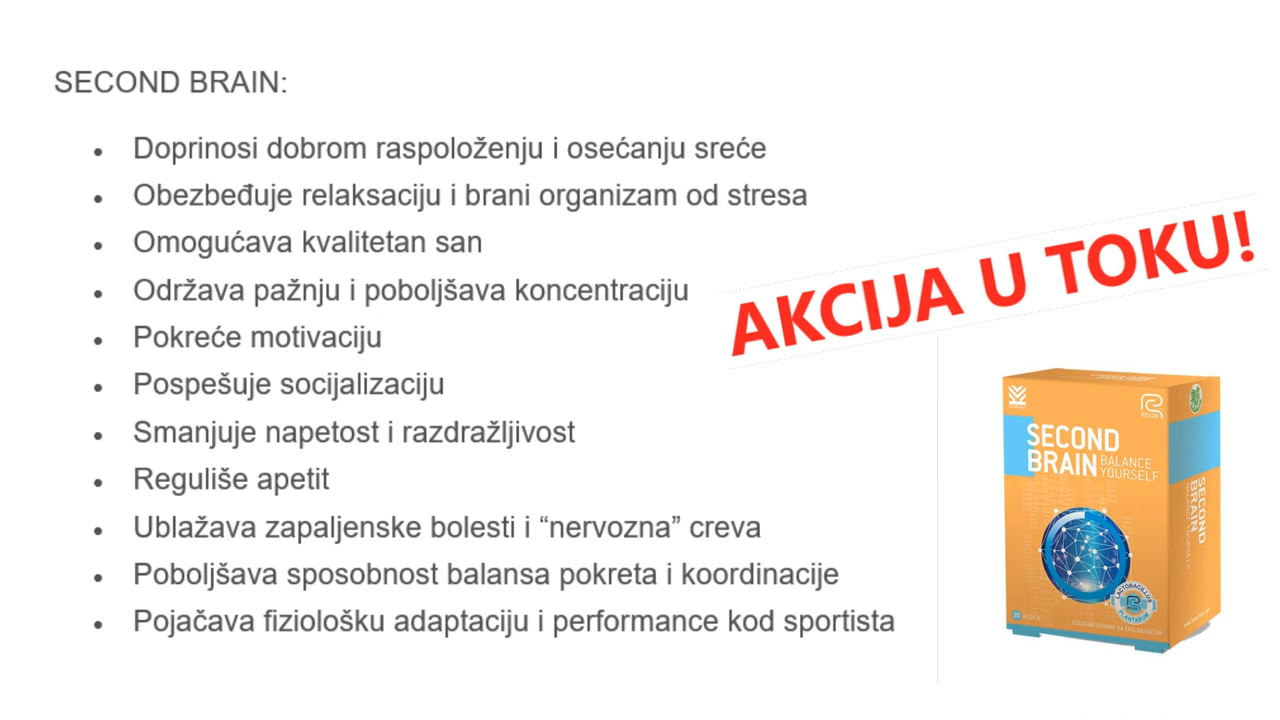 SECOND BRAIN:
• Doprinosi dobrom raspoloženju i osećanju sreće
• Obezbeđuje relaksaciju i brani organizam od stresa
• Omogućava kvalitetan san
• Održava pažnju i poboljšava koncentraciju
• Pokreće motivaciju
• Pospešuje socijalizaciju
• Smanjuje napetost i razdražljivost
• Reguliše apetit
• Ublažava zapaljenske bolesti i “nervozna” creva
• Poboljšava sposobnost balansa pokreta i koordinacije
• Pojačava fiziološku adaptaciju i performance kod sportista
AKCIJA U TOKU!
SECOND
BRAIN BALANCE
YOURSELF
SECOND
BRAIN
LACTOBACILLUS
PLANTARUM